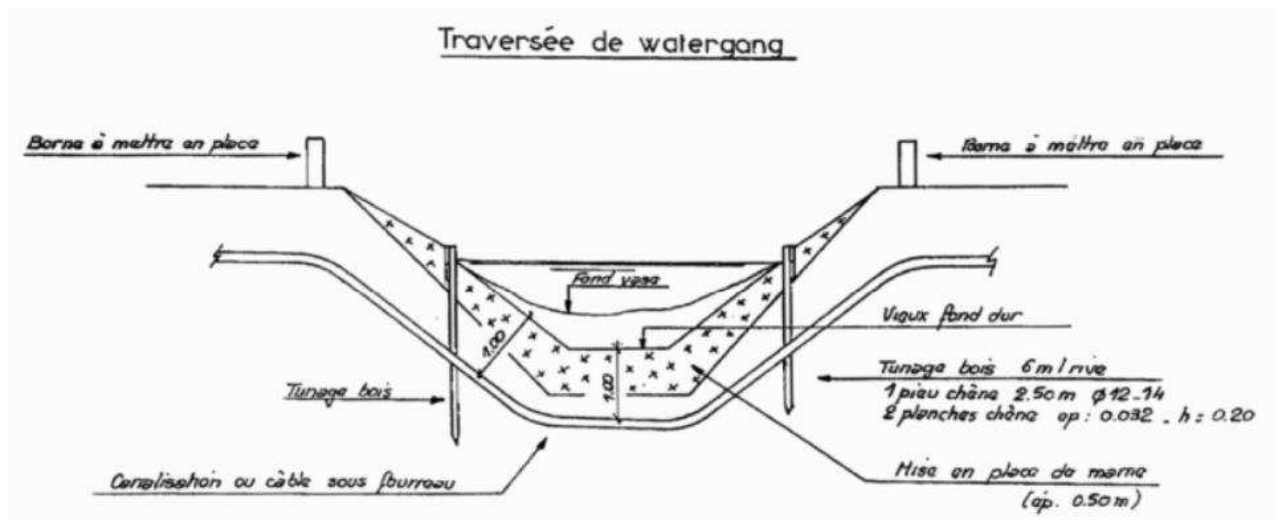 Traversée de watergang
Borne à mettre en place
Borne à mettre en place
Fond vase
Vieux fond dur
1.00
1.00
Tunage bois
Tunage bois 6 m/rive
1 pieu chêne 2.50m ø12-14
2 planches chêne ep: 0.032 - h = 0.20
Canalisation ou câble sous fourreau
Mise en place de marne
(ép. 0.50 m)